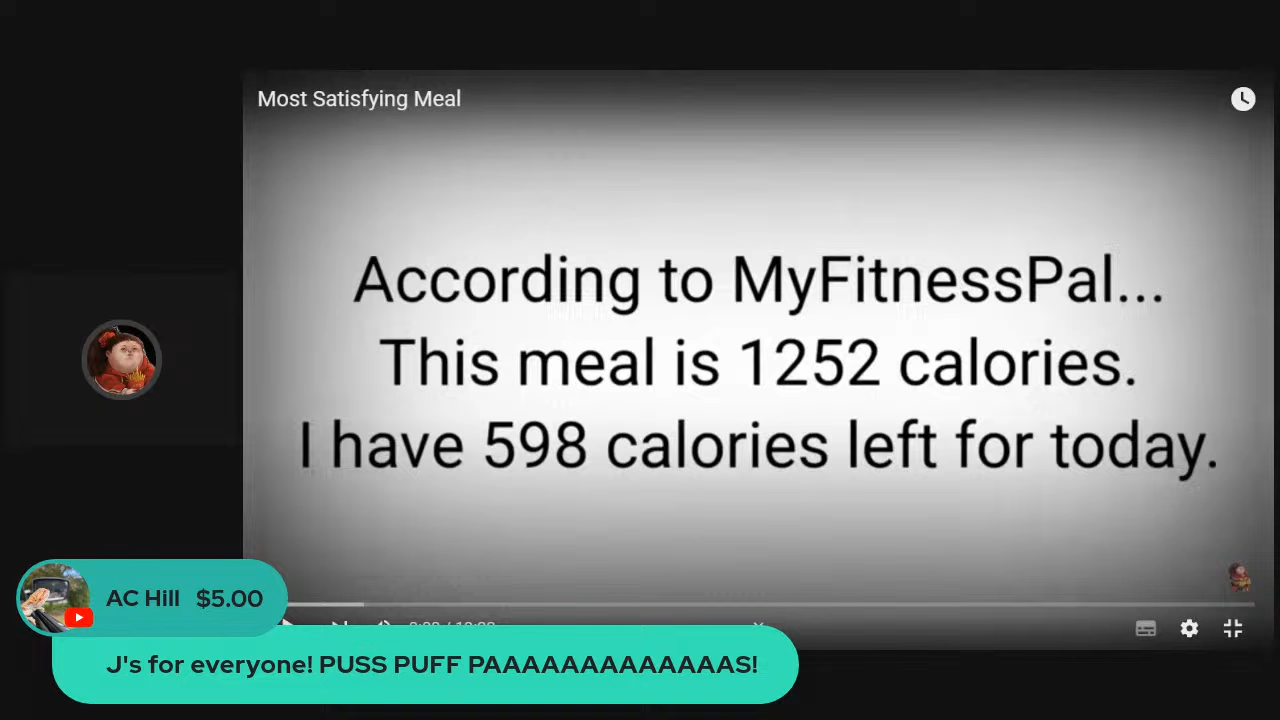 Most Satisfying Meal
According to MyFitnessPal...
This meal is 1252 calories.
I have 598 calories left for today.
AC Hill $5.00
J's for everyone! PUSS PUFF PAAAAAAAAAAAAAS!